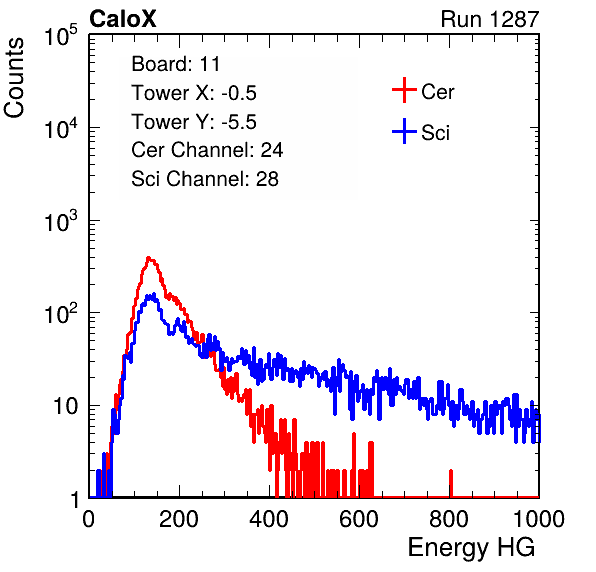 CaloX Run 1287
Counts
10^5
10^4
10^3
10^2
10
1
Board: 11
Tower X: -0.5
Tower Y: -5.5
Cer Channel: 24
Sci Channel: 28
Cer
Sci
0 200 400 600 800 1000
Energy HG